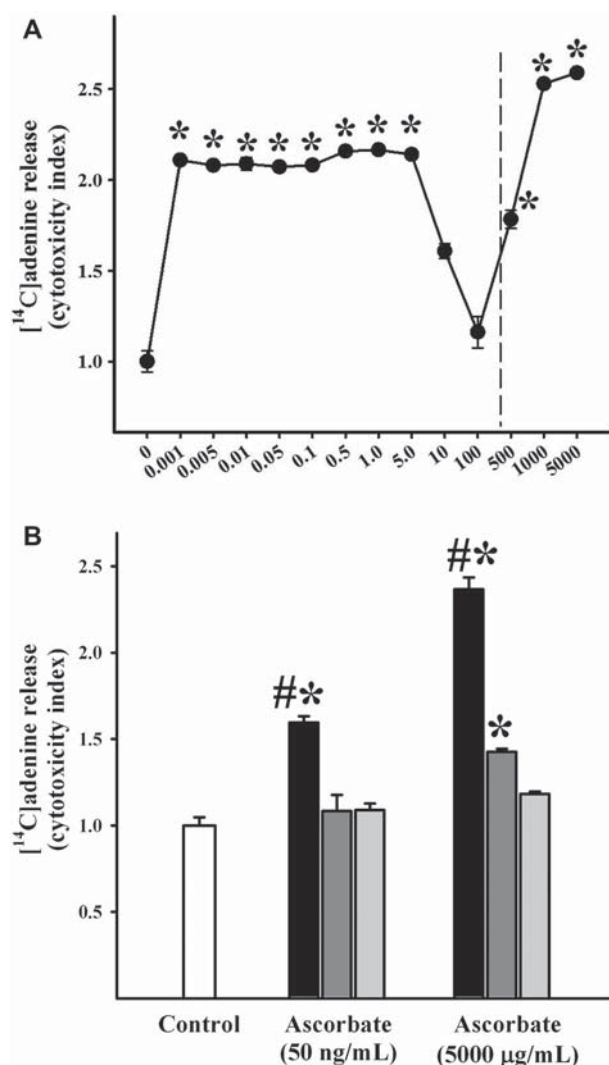 A
[¹⁴C]adenine release
(cytotoxicity index)
2.5
2.0
1.5
1.0
* * * * * * * * * * *
0 0.001 0.005 0.01 0.05 0.1 0.5 1.0 5.0 10 100 500 1000 5000
B
[¹⁴C]adenine release
(cytotoxicity index)
2.5
2.0
1.5
1.0
0.5
#*
#*
*
Control Ascorbate Ascorbate
(50 ng/mL) (5000 µg/mL)